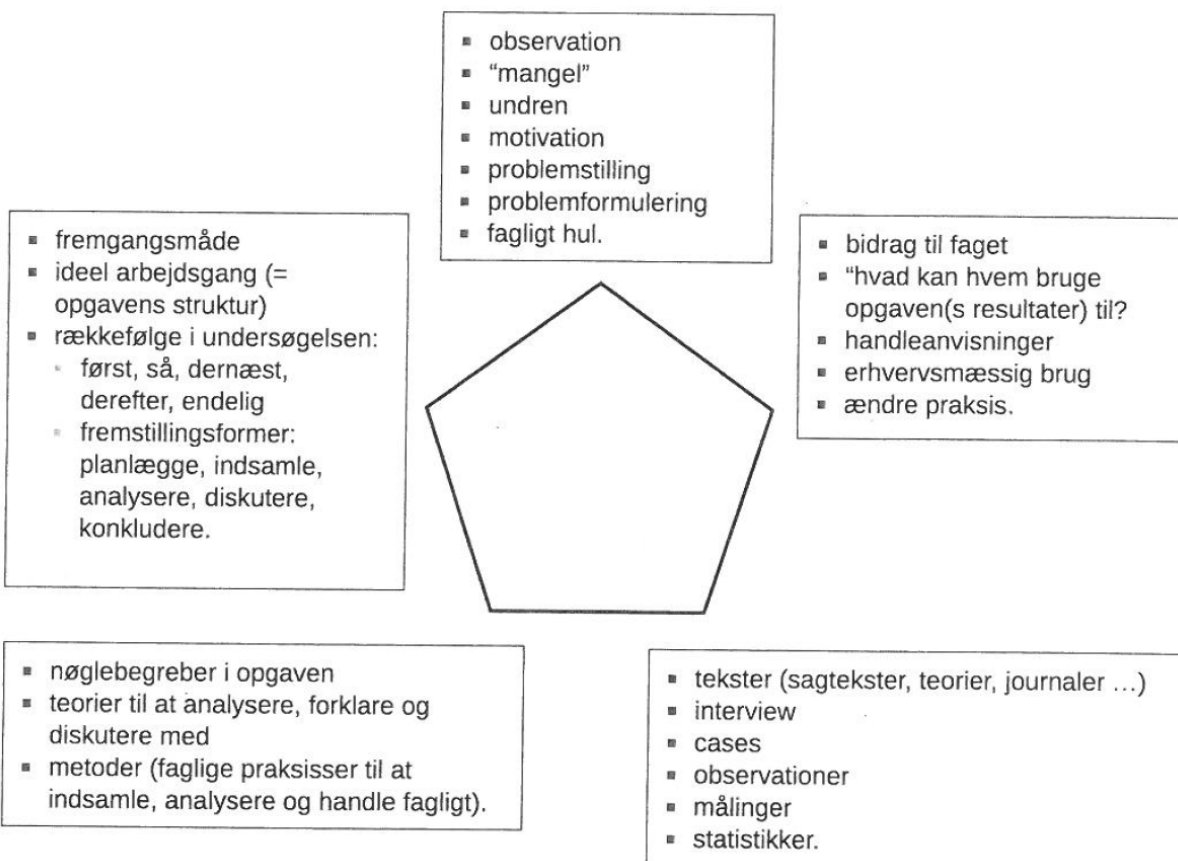 ▪ observation
▪ “mangel”
▪ undren
▪ motivation
▪ problemstilling
▪ problemformulering
▪ fagligt hul.
▪ fremgangsmåde
▪ ideel arbejdsgang (=
opgavens struktur)
▪ rækkefølge i undersøgelsen:
▪ først, så, dernæst,
derefter, endelig
▪ fremstillingsformer:
planlægge, indsamle,
analysere, diskutere,
konkludere.
▪ bidrag til faget
▪ “hvad kan hvem bruge
opgaven(s resultater) til?
▪ handleanvisninger
▪ erhvervsmæssig brug
▪ ændre praksis.
▪ nøglebegreber i opgaven
▪ teorier til at analysere, forklare og
diskutere med
▪ metoder (faglige praksisser til at
indsamle, analysere og handle fagligt).
▪ tekster (sagtekster, teorier, journaler …)
▪ interview
▪ cases
▪ observationer
▪ målinger
▪ statistikker.